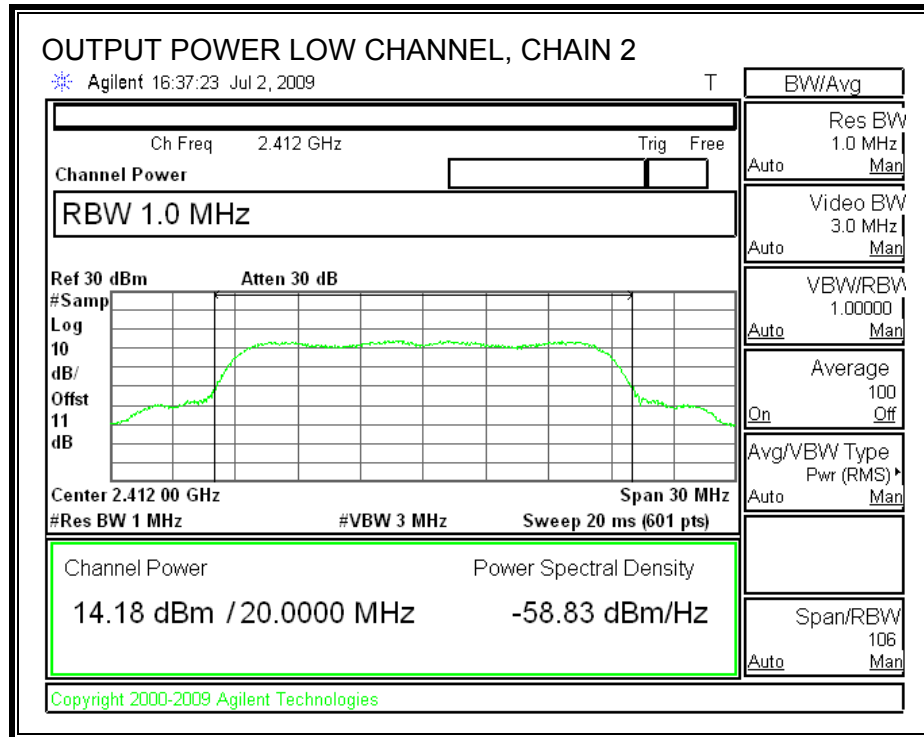 OUTPUT POWER LOW CHANNEL, CHAIN 2
Agilent 16:37:23 Jul 2, 2009 T
BW/Avg
Ch Freq 2.412 GHz Trig Free
Channel Power
RBW 1.0 MHz
Ref 30 dBm Atten 30 dB
#Samp
Log
10
dB/
Offst
11
dB
Center 2.412 00 GHz Span 30 MHz
#Res BW 1 MHz #VBW 3 MHz Sweep 20 ms (601 pts)
Channel Power Power Spectral Density
14.18 dBm / 20.0000 MHz -58.83 dBm/Hz
Res BW
1.0 MHz
Auto Man
Video BW
3.0 MHz
Auto Man
VBW/RBW
1.00000
Auto Man
Average
100
On Off
Avg/VBW Type
Pwr (RMS)
Auto Man
Span/RBW
106
Auto Man
Copyright 2000-2009 Agilent Technologies